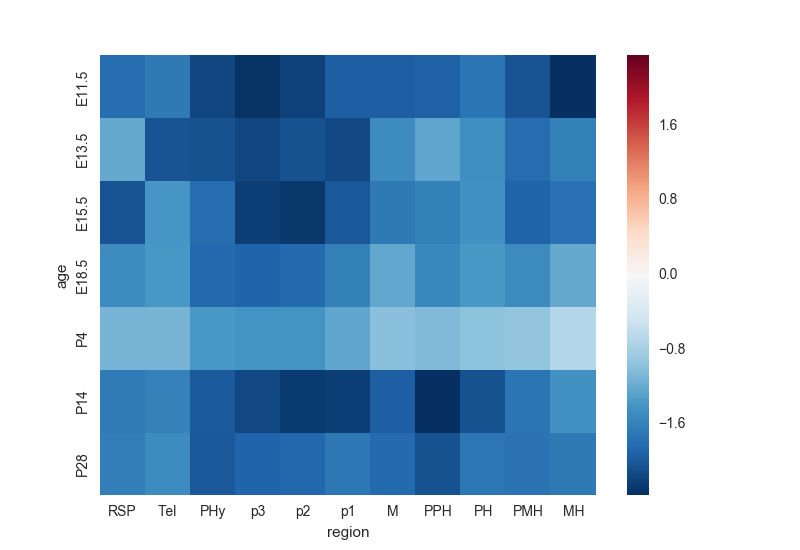 age
E11.5
E13.5
E15.5
E18.5
P4
P14
P28
RSP Tel PHy p3 p2 p1 M PPH PH PMH MH
region
1.6
0.8
0.0
−0.8
−1.6